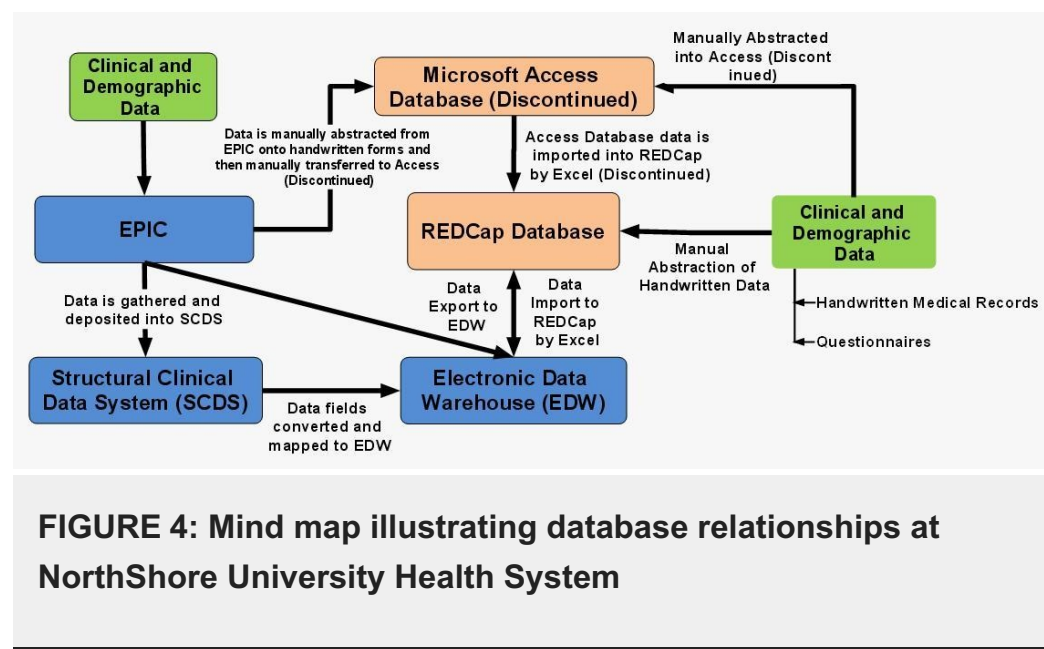 Clinical and
Demographic
Data
Microsoft Access
Database (Discontinued)
Manually Abstracted
into Access (Discont
inued)
Data is manually abstracted from
EPIC onto handwritten forms and
then manually transferred to Access
(Discontinued)
Access Database data is
imported into REDCap
by Excel (Discontinued)
EPIC
REDCap Database
Clinical and
Demographic
Data
Manual
Abstraction of
Handwritten Data
Data is gathered and
deposited into SCDS
Data
Export to
EDW
Data
Import to
REDCap
by Excel
Handwritten Medical Records
Questionnaires
Structural Clinical
Data System (SCDS)
Electronic Data
Warehouse (EDW)
Data fields
converted and
mapped to EDW
FIGURE 4: Mind map illustrating database relationships at
NorthShore University Health System